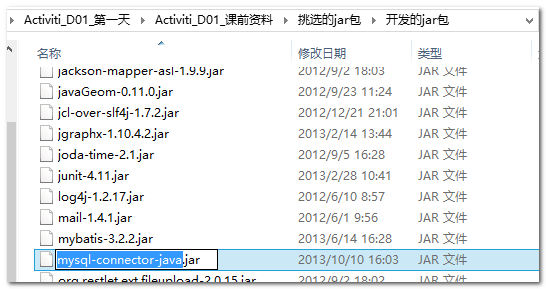 Activiti_D01_第一天 Activiti_D01_课前资料 挑选的jar包 开发的jar包
名称 修改日期 类型
jackson-mapper-asl-1.9.9.jar 2012/9/2 18:03 JAR 文件
javaGeom-0.11.0.jar 2012/9/23 11:24 JAR 文件
jcl-over-slf4j-1.7.2.jar 2012/12/21 21:01 JAR 文件
jgraphx-1.10.4.2.jar 2013/2/14 13:44 JAR 文件
joda-time-2.1.jar 2012/9/5 16:28 JAR 文件
junit-4.11.jar 2013/2/28 10:41 JAR 文件
log4j-1.2.17.jar 2012/6/10 8:57 JAR 文件
mail-1.4.1.jar 2012/6/1 9:56 JAR 文件
mybatis-3.2.2.jar 2013/6/14 16:28 JAR 文件
mysql-connector-java.jar 2013/10/10 16:03 JAR 文件
org.restlet.ext.fileupload-2.0.15.jar 2012/9/2 18:02 JAR 文件